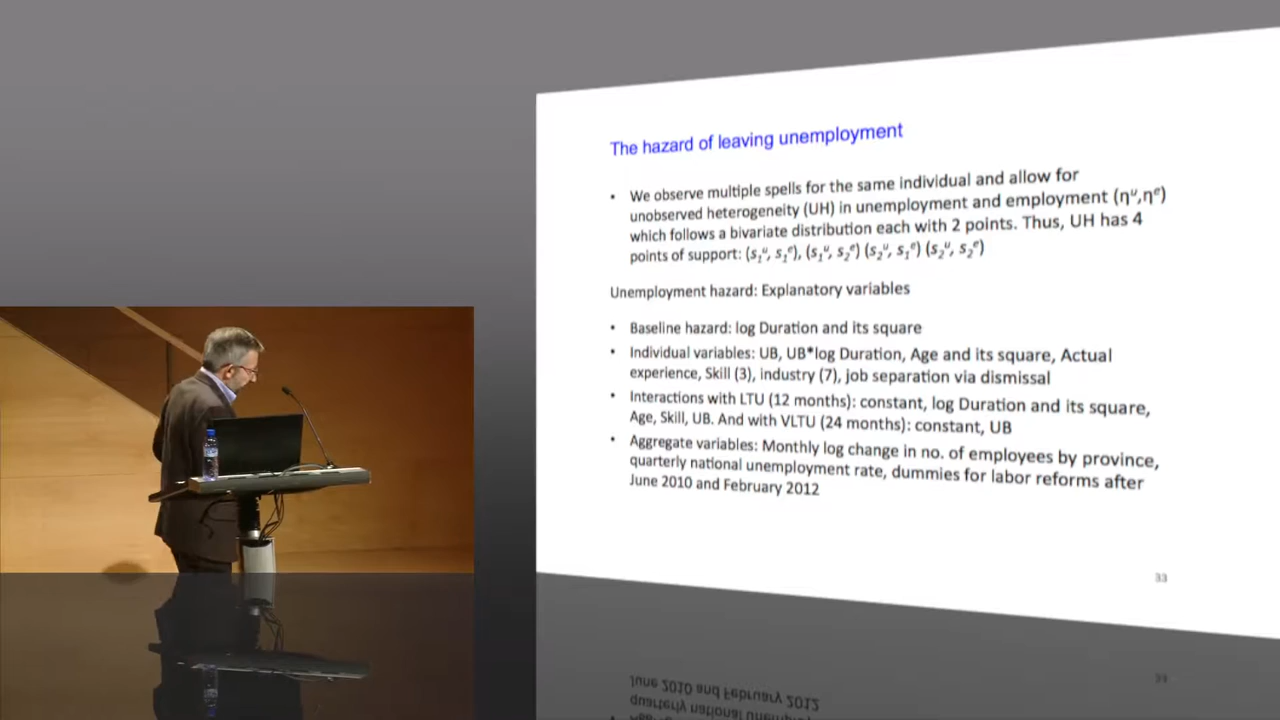 The hazard of leaving unemployment
• We observe multiple spells for the same individual and allow for
unobserved heterogeneity (UH) in unemployment and employment (ηᵘ,ηᵉ)
which follows a bivariate distribution each with 2 points. Thus, UH has 4
points of support: (s₁ᵘ, s₁ᵉ), (s₁ᵘ, s₂ᵉ) (s₂ᵘ, s₁ᵉ) (s₂ᵘ, s₂ᵉ)
Unemployment hazard: Explanatory variables
• Baseline hazard: log Duration and its square
• Individual variables: UB, UB*log Duration, Age and its square, Actual
experience, Skill (3), industry (7), job separation via dismissal
• Interactions with LTU (12 months): constant, log Duration and its square,
Age, Skill, UB. And with VLTU (24 months): constant, UB
• Aggregate variables: Monthly log change in no. of employees by province,
quarterly national unemployment rate, dummies for labor reforms after
June 2010 and February 2012
33